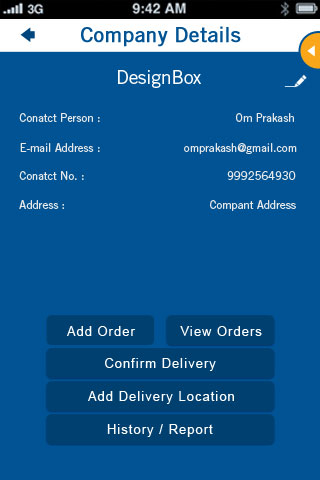 3G 9:42 AM
Company Details
DesignBox
Conatct Person : Om Prakash
E-mail Address : omprakash@gmail.com
Conatct No. : 9992564930
Address : Compant Address
Add Order View Orders
Confirm Delivery
Add Delivery Location
History / Report